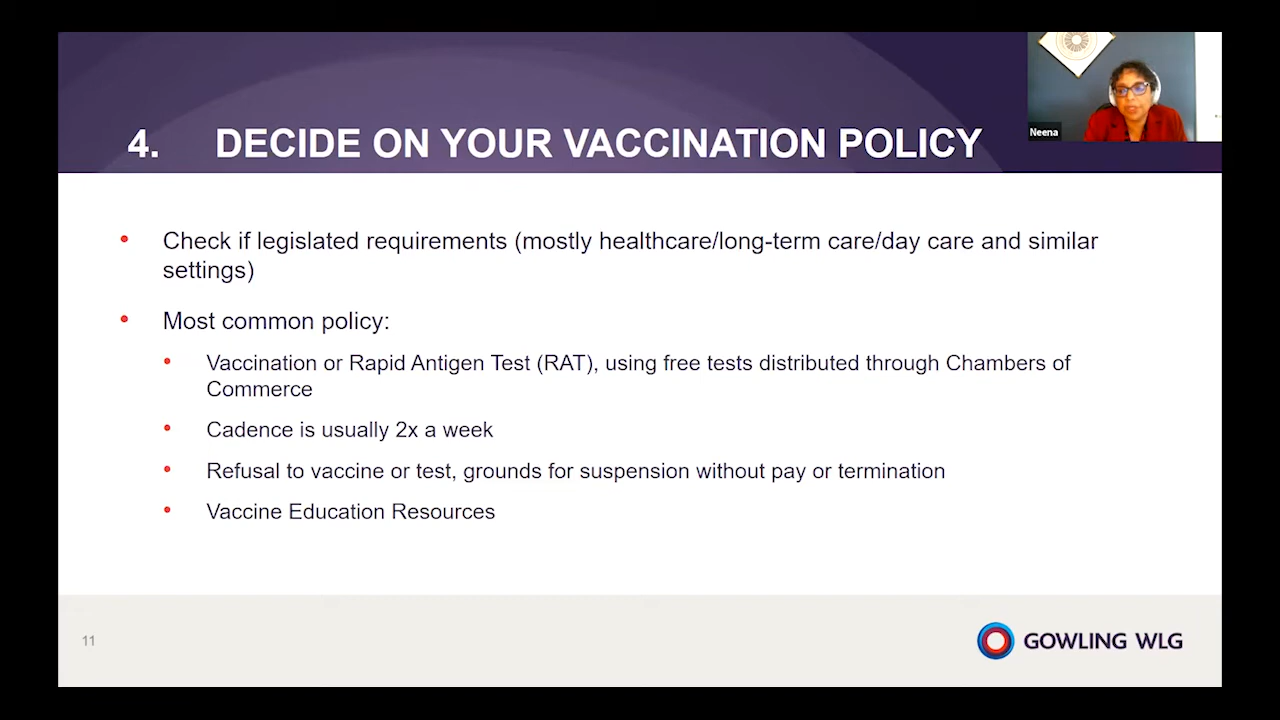 4. DECIDE ON YOUR VACCINATION POLICY
Neena
• Check if legislated requirements (mostly healthcare/long-term care/day care and similar
settings)
• Most common policy:
• Vaccination or Rapid Antigen Test (RAT), using free tests distributed through Chambers of
Commerce
• Cadence is usually 2x a week
• Refusal to vaccine or test, grounds for suspension without pay or termination
• Vaccine Education Resources
11
GOWLING WLG